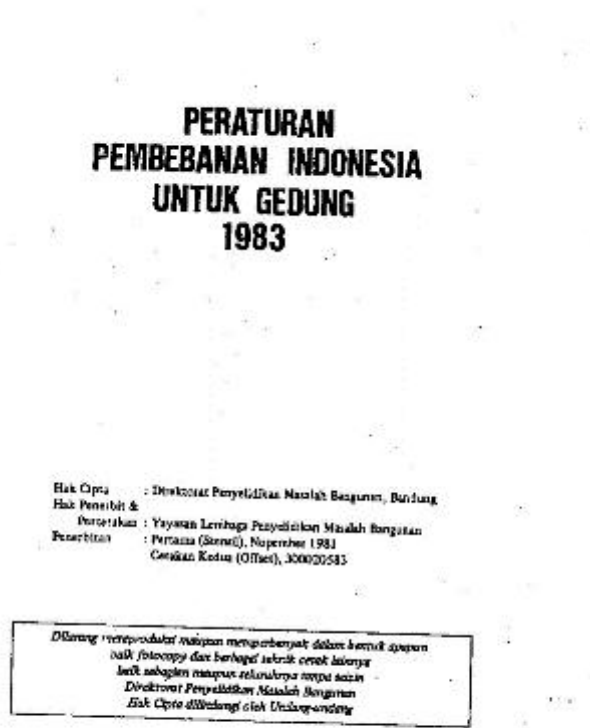 PERATURAN
PEMBEBANAN INDONESIA
UNTUK GEDUNG
1983
Hak Cipta : Direktorat Penyelidikan Masalah Bangunan, Bandung
Hak Penerbit &
Percetakan : Yayasan Lembaga Penyelidikan Masalah Bangunan
Penerbitan : Pertama (Stensil), Nopember 1981
Cetakan Kedua (Offset), 300020583
Dilarang mereproduksi maupun memperbanyak dalam bentuk apapun
baik fotocopy dan berbagai teknik cetak lainnya
baik sebagian maupun seluruhnya tanpa
Direktorat Penyelidikan Masalah Bangunan
Hak Cipta dilindungi oleh Undang-undang